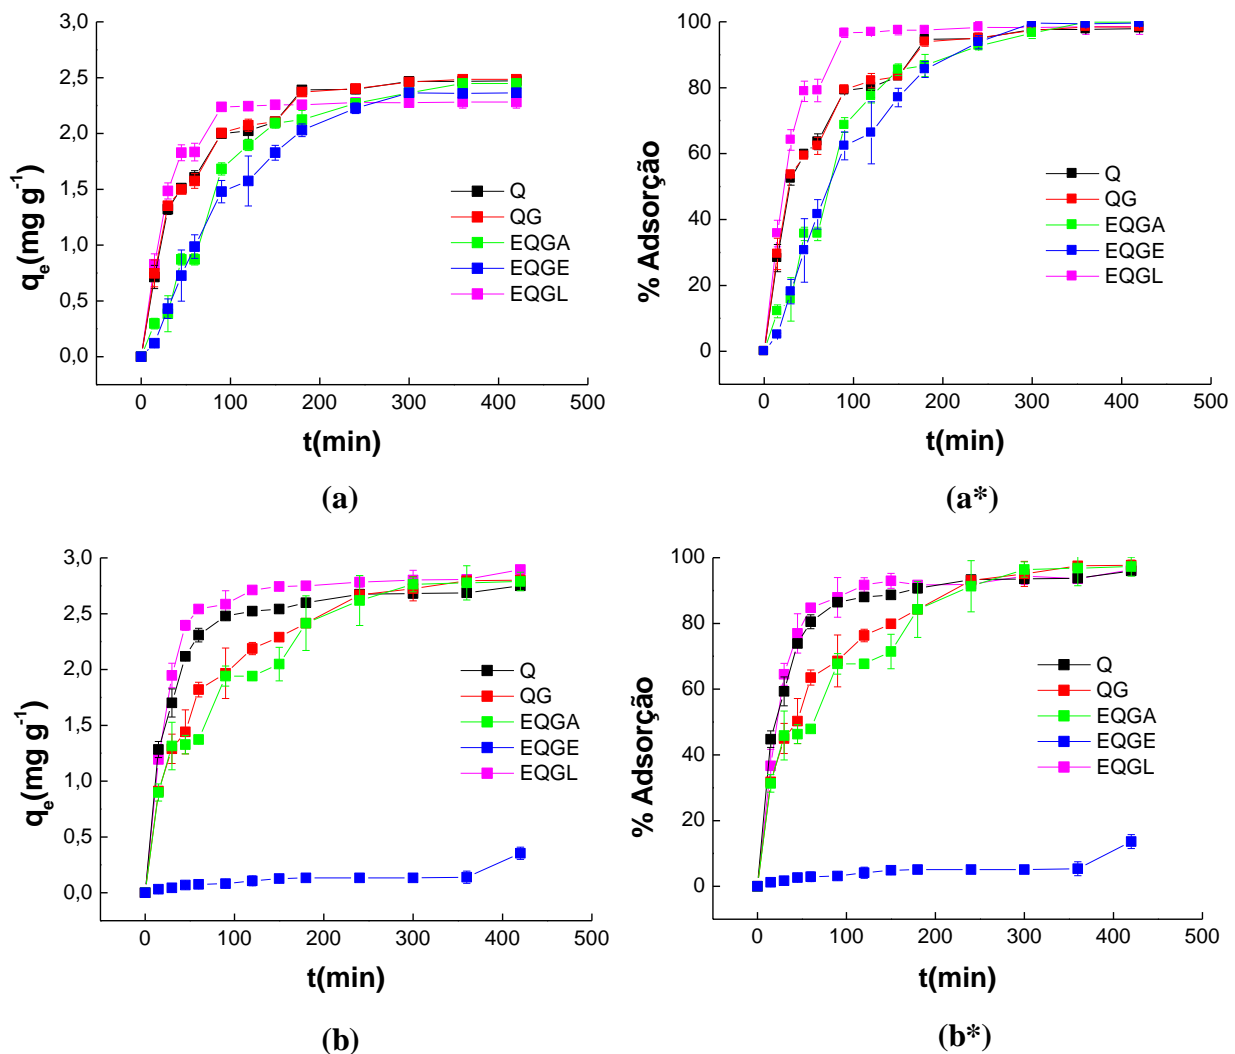 3,0
2,5
2,0
1,5
1,0
0,5
0,0
qe(mg g-1)
0
100
200
300
400
500
t(min)
Q
QG
EQGA
EQGE
EQGL
(a)
100
80
60
40
20
0
% Adsorção
0
100
200
300
400
500
t(min)
Q
QG
EQGA
EQGE
EQGL
(a*)
3,0
2,5
2,0
1,5
1,0
0,5
0,0
qe(mg g-1)
0
100
200
300
400
500
t(min)
Q
QG
EQGA
EQGE
EQGL
(b)
100
80
60
40
20
0
% Adsorção
0
100
200
300
400
500
t(min)
Q
QG
EQGA
EQGE
EQGL
(b*)